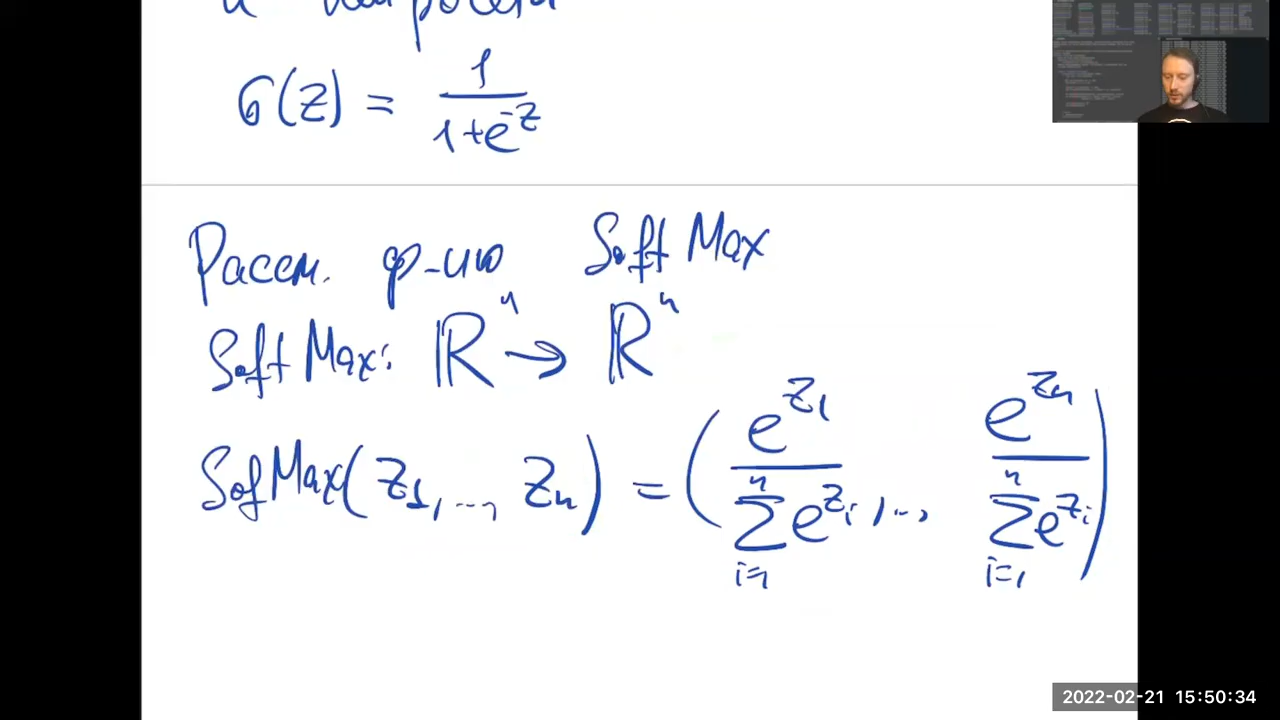 σ(z) = 1 / (1+e^{-z})
Рассм. ф-ию Soft Max
Soft Max: ℝ^n → ℝ^n
SofMax(z_1, ..., z_n) = (e^{z_1} / ∑_{i=1}^{n} e^{z_i}, ... e^{z_n} / ∑_{i=1}^{n} e^{z_i})
2022-02-21 15:50:34